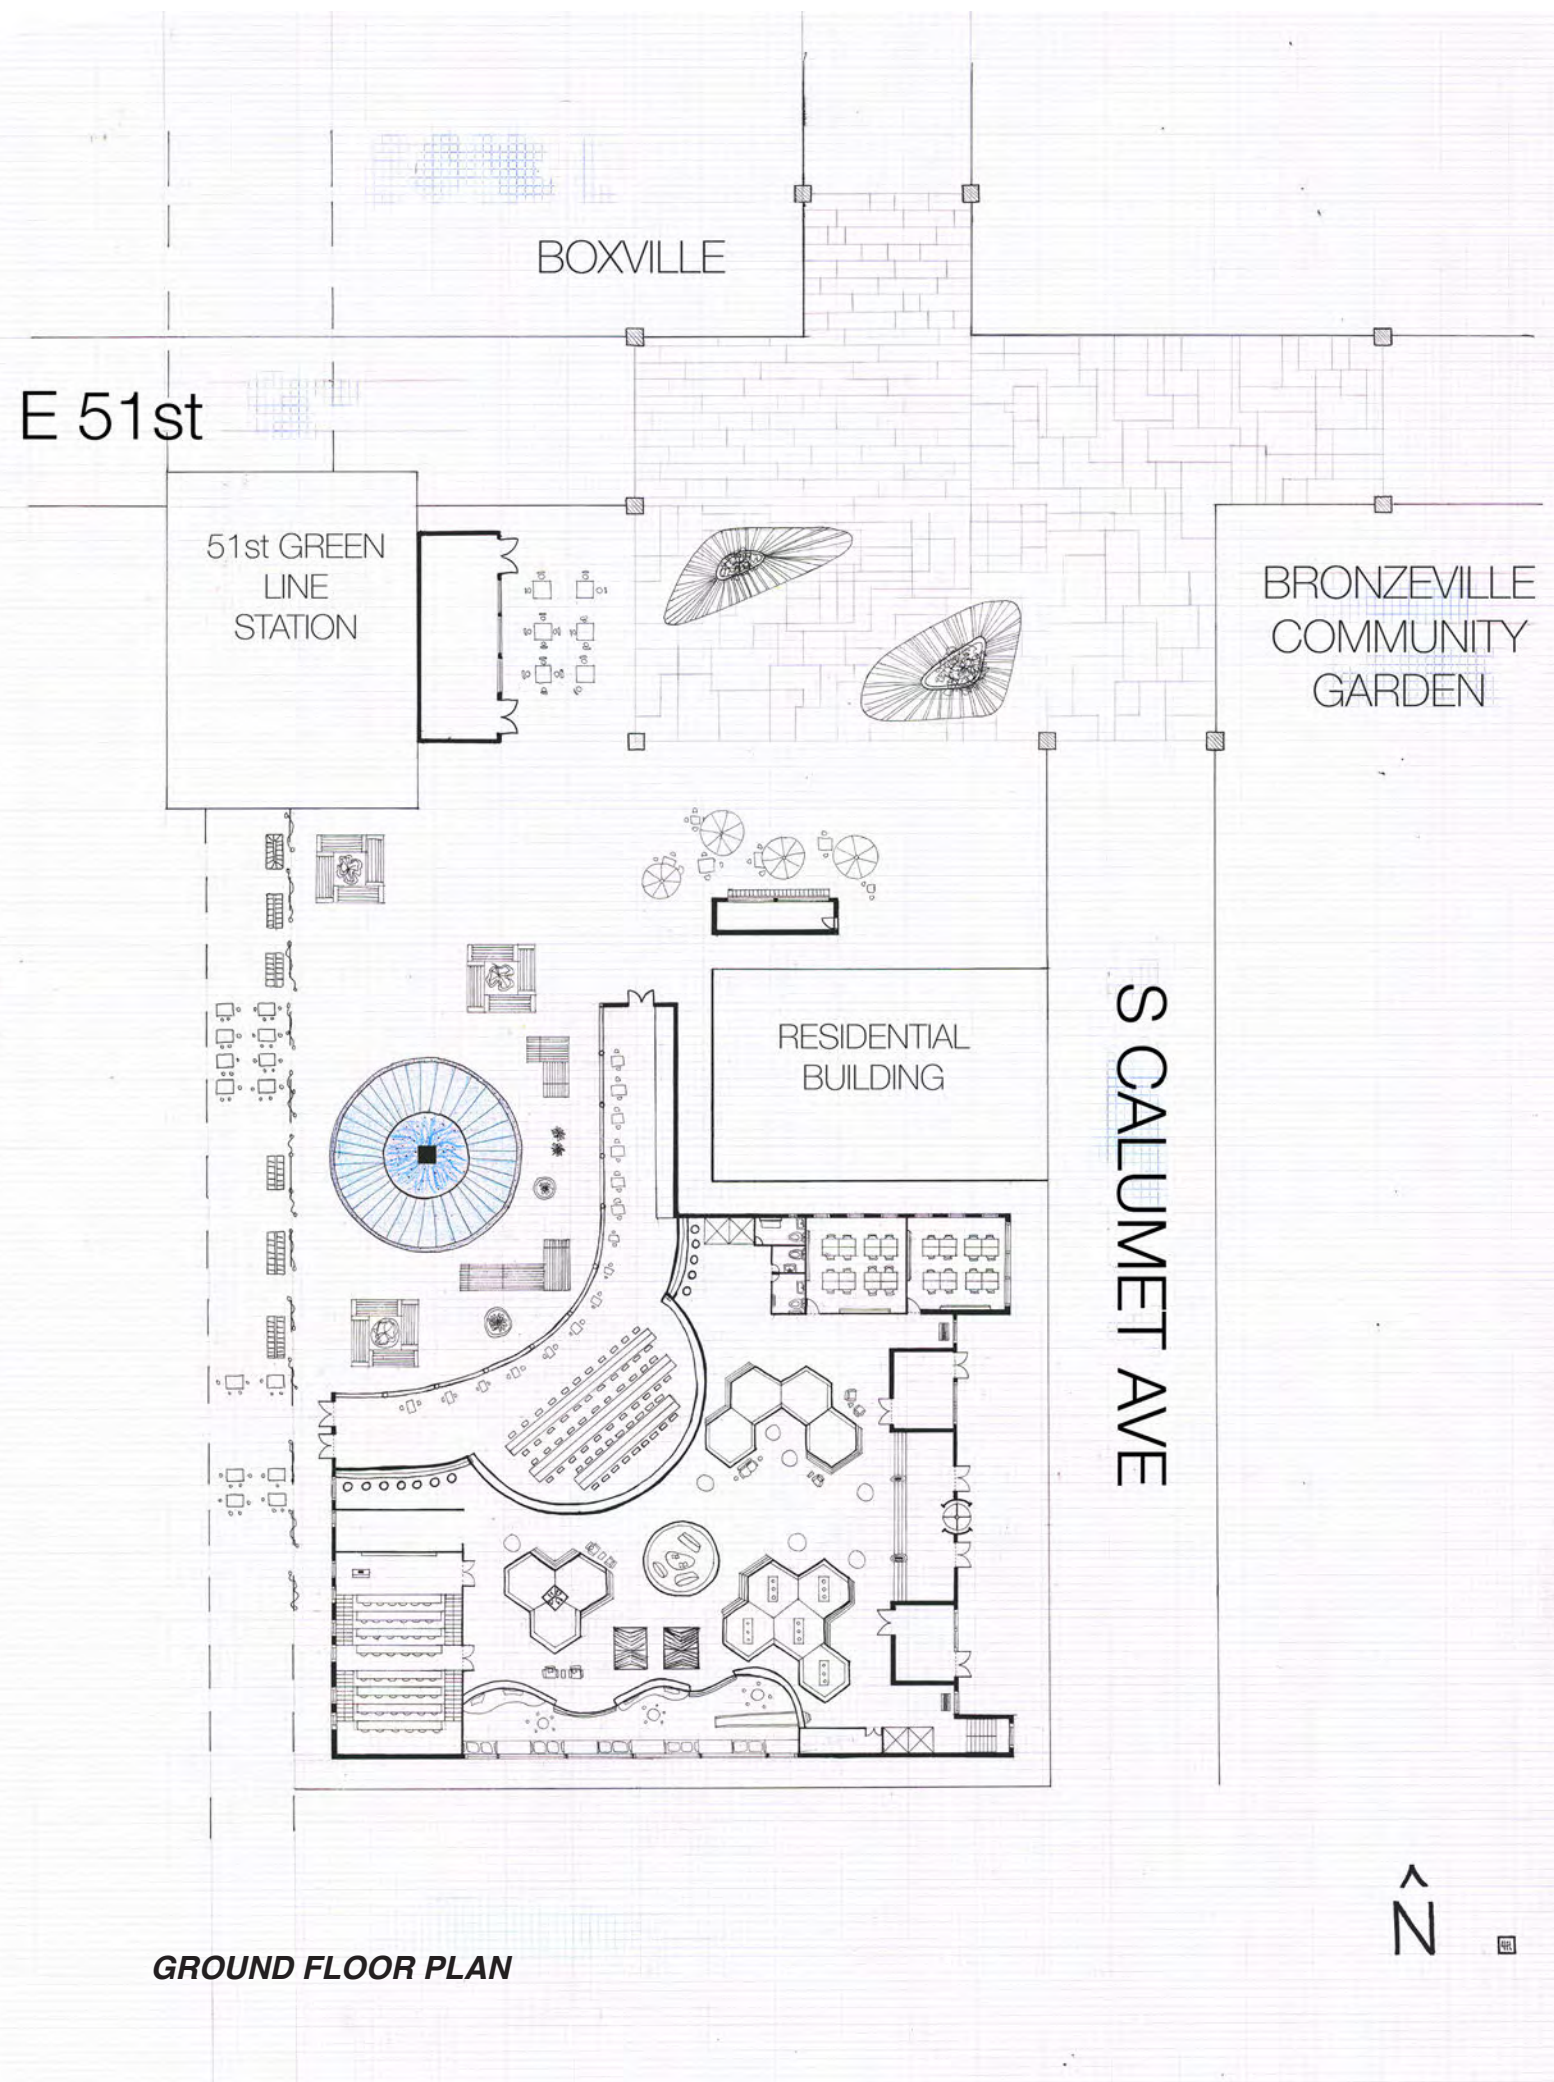 BOXVILLE
E 51st
51st GREEN
LINE
STATION
BRONZEVILLE
COMMUNITY
GARDEN
RESIDENTIAL
BUILDING
S CALUMET AVE
N
GROUND FLOOR PLAN